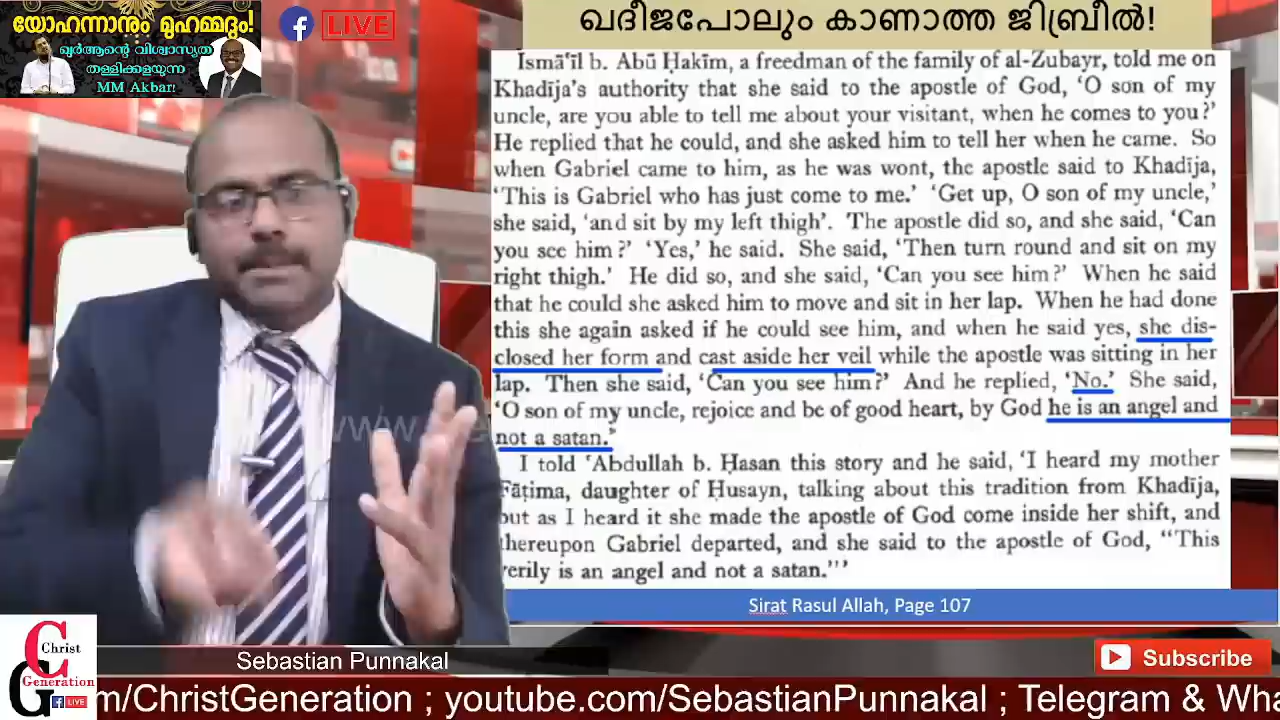 യോഹന്നാനും മുഹമ്മദും!
ഖുർആന്റെ വിശ്വാസ്യത
തള്ളിക്കളയുന്ന
MM Akbar!
f LIVE
ഖദീജപോലും കാണാത്ത ജിബ്രീൽ!
Ismā'īl b. Abū Ḥakīm, a freedman of the family of al-Zubayr, told me on
Khadīja's authority that she said to the apostle of God, 'O son of my
uncle, are you able to tell me about your visitant, when he comes to you?'
He replied that he could, and she asked him to tell her when he came. So
when Gabriel came to him, as he was wont, the apostle said to Khadīja,
'This is Gabriel who has just come to me.' 'Get up, O son of my uncle,'
she said, 'and sit by my left thigh'. The apostle did so, and she said, 'Can
you see him?' 'Yes,' he said. She said, 'Then turn round and sit on my
right thigh.' He did so, and she said, 'Can you see him?' When he said
that he could she asked him to move and sit in her lap. When he had done
this she again asked if he could see him, and when he said yes, she dis-
closed her form and cast aside her veil while the apostle was sitting in her
lap. Then she said, 'Can you see him?' And he replied, 'No.' She said,
'O son of my uncle, rejoice and be of good heart, by God he is an angel and
not a satan.'
I told 'Abdullah b. Ḥasan this story and he said, 'I heard my mother
Fāṭima, daughter of Ḥusayn, talking about this tradition from Khadīja,
but as I heard it she made the apostle of God come inside her shift, and
thereupon Gabriel departed, and she said to the apostle of God, "This
verily is an angel and not a satan."'
Sirat Rasul Allah, Page 107
Christ
Generation
f LIVE
Sebastian Punnakal
Subscribe
m/ChristGeneration ; youtube.com/SebastianPunnakal ; Telegram & Wha